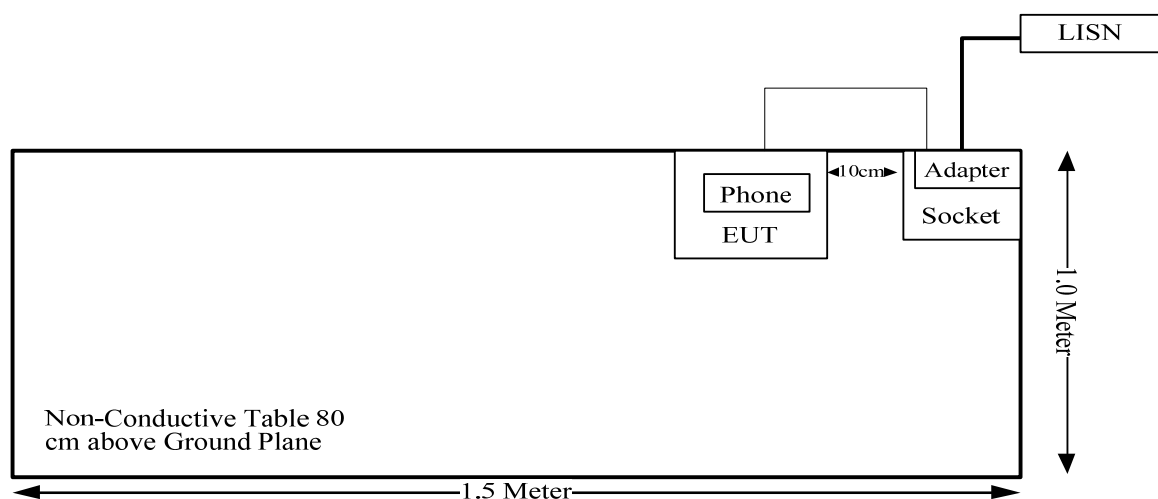 LISN
10cm
Adapter
Phone
Socket
EUT
1.0 Meter
Non-Conductive Table 80
cm above Ground Plane
1.5 Meter